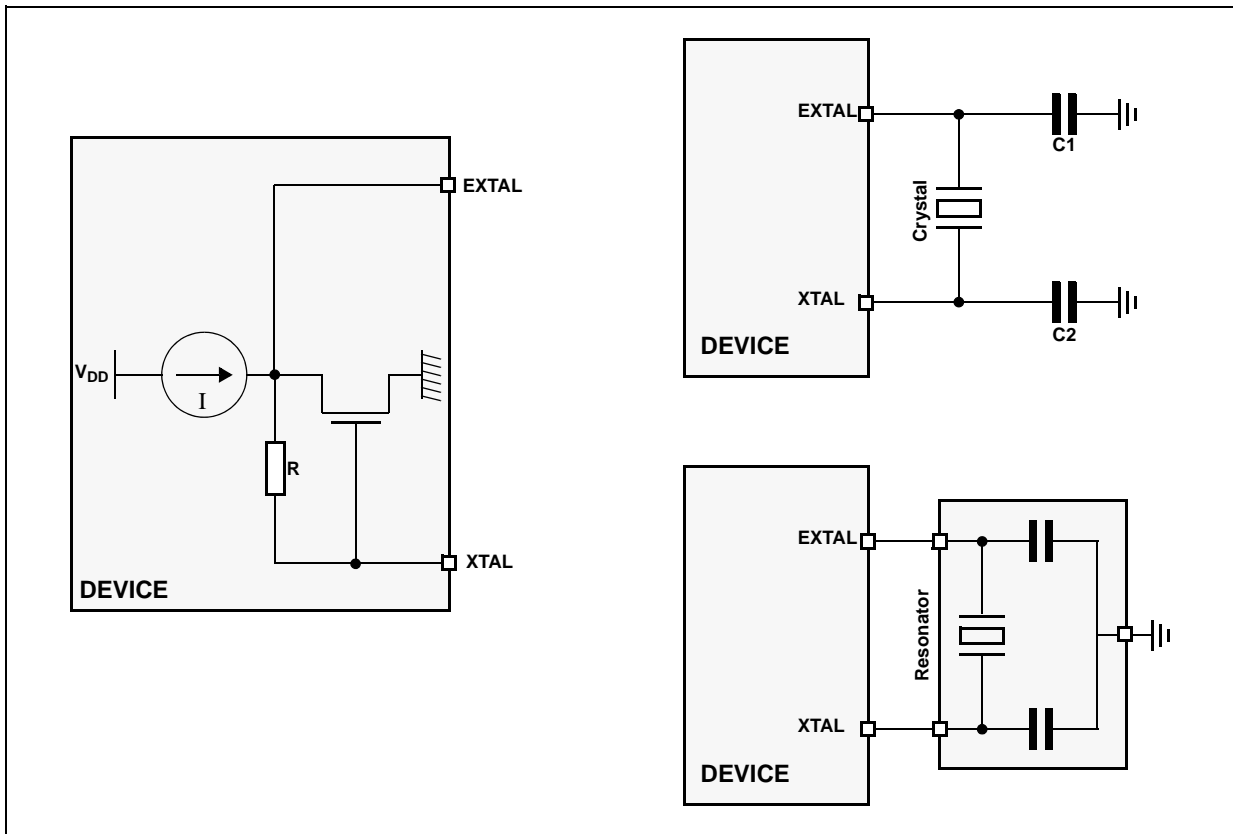 EXTAL
V_DD
I
R
XTAL
DEVICE
EXTAL
C1
Crystal
XTAL
C2
DEVICE
EXTAL
Resonator
XTAL
DEVICE